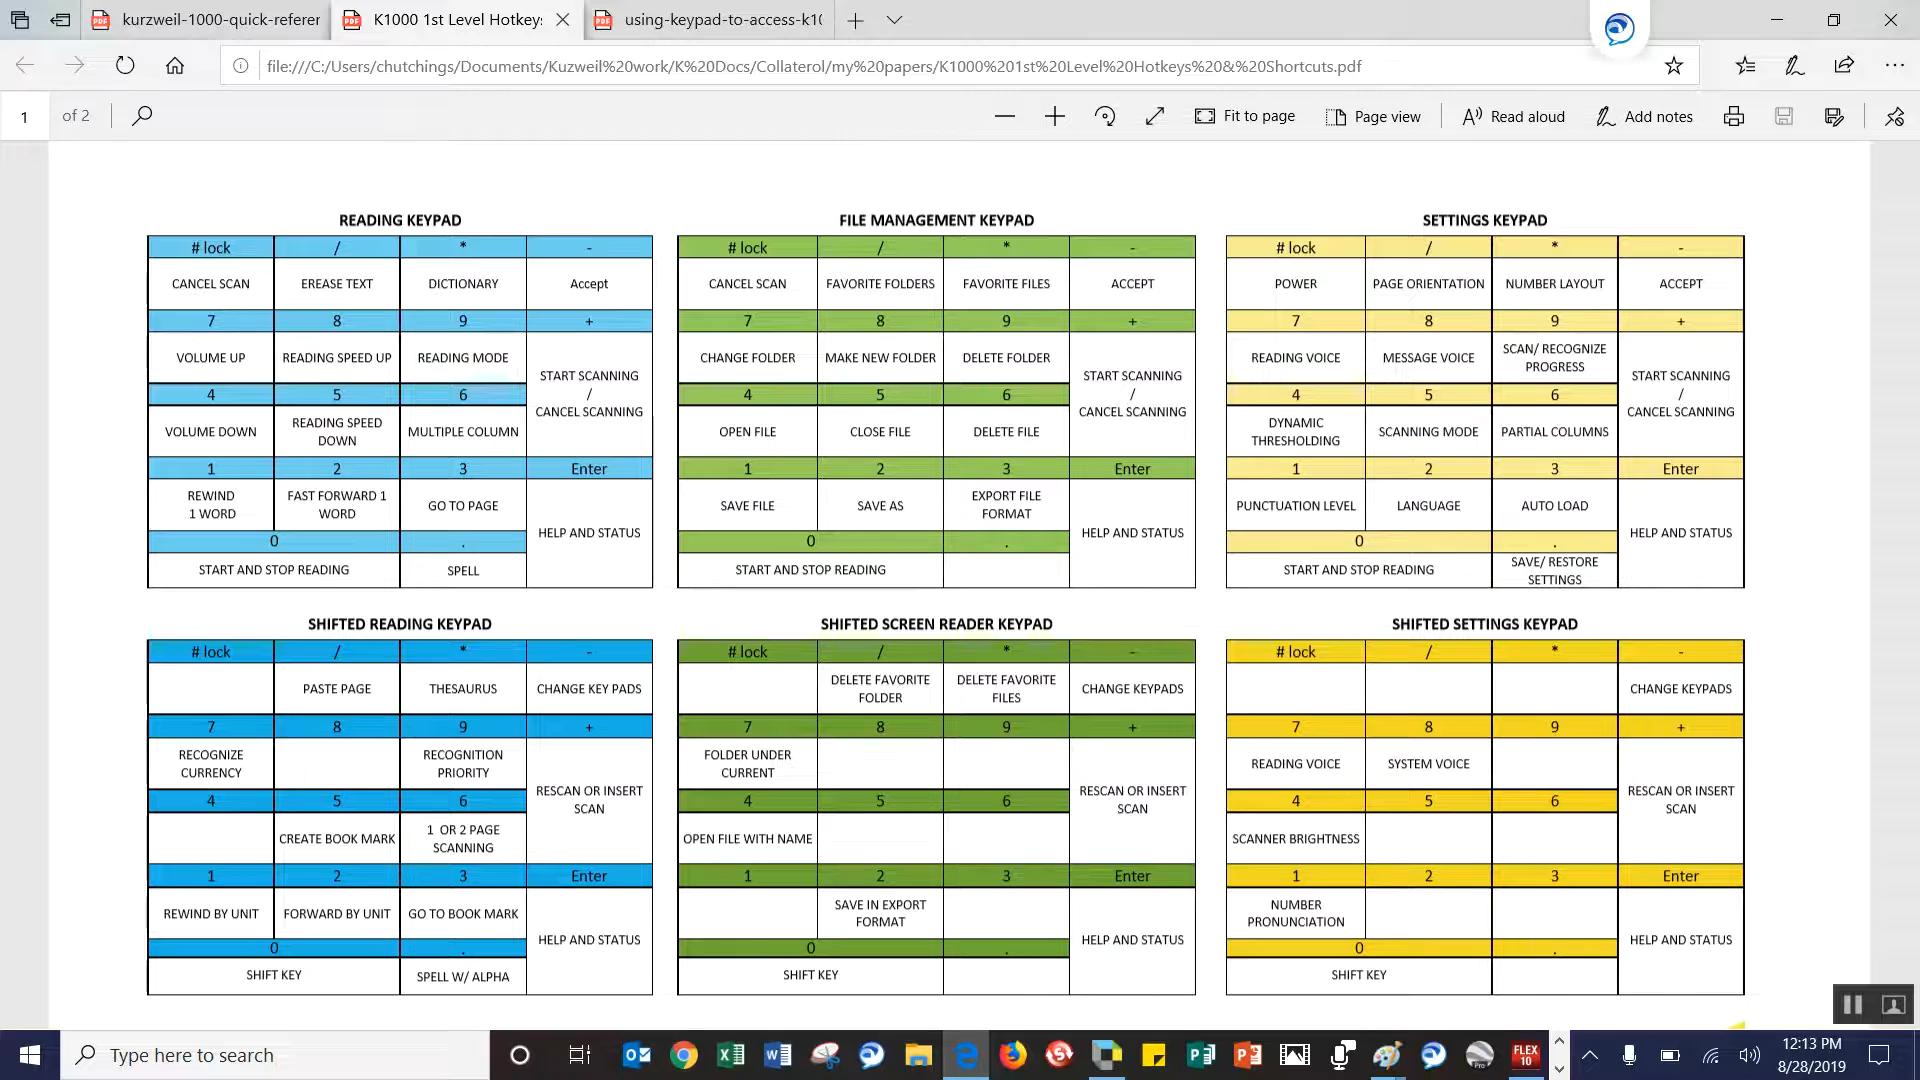 kurzweil-1000-quick-referer
K1000 1st Level Hotkeys
using-keypad-to-access-k10
file:///C:/Users/chutchings/Documents/Kuzweil%20work/K%20Docs/Collaterol/my%20papers/K1000%201st%20Level%20Hotkeys%20&%20Shortcuts.pdf
1 of 2
Fit to page
Page view
Read aloud
Add notes
READING KEYPAD
# lock / * -
CANCEL SCAN EREASE TEXT DICTIONARY Accept
7 8 9 +
VOLUME UP READING SPEED UP READING MODE
START SCANNING
/
CANCEL SCANNING
4 5 6
VOLUME DOWN
READING SPEED
DOWN
MULTIPLE COLUMN
1 2 3 Enter
REWIND
1 WORD
FAST FORWARD 1
WORD
GO TO PAGE
HELP AND STATUS
0 .
START AND STOP READING SPELL
FILE MANAGEMENT KEYPAD
# lock / * -
CANCEL SCAN FAVORITE FOLDERS FAVORITE FILES ACCEPT
7 8 9 +
CHANGE FOLDER MAKE NEW FOLDER DELETE FOLDER
START SCANNING
/
CANCEL SCANNING
4 5 6
OPEN FILE CLOSE FILE DELETE FILE
1 2 3 Enter
SAVE FILE SAVE AS
EXPORT FILE
FORMAT
HELP AND STATUS
0 .
START AND STOP READING
SETTINGS KEYPAD
# lock / * -
POWER PAGE ORIENTATION NUMBER LAYOUT ACCEPT
7 8 9 +
READING VOICE MESSAGE VOICE
SCAN/ RECOGNIZE
PROGRESS
START SCANNING
/
CANCEL SCANNING
4 5 6
DYNAMIC
THRESHOLDING
SCANNING MODE PARTIAL COLUMNS
1 2 3 Enter
PUNCTUATION LEVEL LANGUAGE AUTO LOAD
HELP AND STATUS
0 .
START AND STOP READING
SAVE/ RESTORE
SETTINGS
SHIFTED READING KEYPAD
# lock / * -
PASTE PAGE THESAURUS CHANGE KEY PADS
7 8 9 +
RECOGNIZE
CURRENCY
RECOGNITION
PRIORITY
RESCAN OR INSERT
SCAN
4 5 6
CREATE BOOK MARK
1 OR 2 PAGE
SCANNING
1 2 3 Enter
REWIND BY UNIT FORWARD BY UNIT GO TO BOOK MARK
HELP AND STATUS
0 .
SHIFT KEY SPELL W/ ALPHA
SHIFTED SCREEN READER KEYPAD
# lock / * -
DELETE FAVORITE
FOLDER
DELETE FAVORITE
FILES
CHANGE KEYPADS
7 8 9 +
FOLDER UNDER
CURRENT
RESCAN OR INSERT
SCAN
4 5 6
OPEN FILE WITH NAME
1 2 3 Enter
SAVE IN EXPORT
FORMAT
HELP AND STATUS
0 .
SHIFT KEY
SHIFTED SETTINGS KEYPAD
# lock / * -
CHANGE KEYPADS
7 8 9 +
READING VOICE SYSTEM VOICE
RESCAN OR INSERT
SCAN
4 5 6
SCANNER BRIGHTNESS
1 2 3 Enter
NUMBER
PRONUNCIATION
HELP AND STATUS
0 .
SHIFT KEY
Type here to search
FLEX
10
12:13 PM
8/28/2019